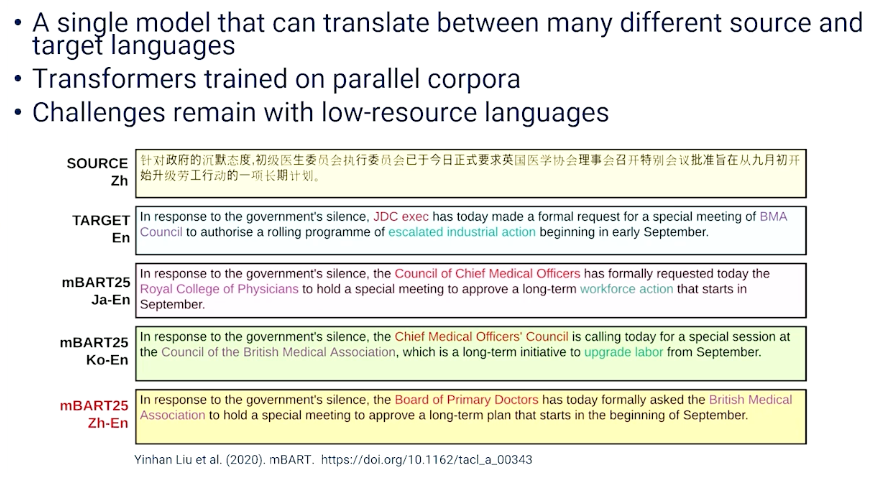 • A single model that can translate between many different source and
target languages
• Transformers trained on parallel corpora
• Challenges remain with low-resource languages
SOURCE
Zh
针对政府的沉默态度,初级医生委员会执行委员会已于今日正式要求英国医学协会理事会召开特别会议批准旨在从九月初开
始升级劳工行动的一项长期计划。
TARGET
En
In response to the government's silence, JDC exec has today made a formal request for a special meeting of BMA
Council to authorise a rolling programme of escalated industrial action beginning in early September.
mBART25
Ja-En
In response to the government's silence, the Council of Chief Medical Officers has formally requested today the
Royal College of Physicians to hold a special meeting to approve a long-term workforce action that starts in
September.
mBART25
Ko-En
In response to the government's silence, the Chief Medical Officers' Council is calling today for a special session at
the Council of the British Medical Association, which is a long-term initiative to upgrade labor from September.
mBART25
Zh-En
In response to the government's silence, the Board of Primary Doctors has today formally asked the British Medical
Association to hold a special meeting to approve a long-term plan that starts in the beginning of September.
Yinhan Liu et al. (2020). mBART. https://doi.org/10.1162/tacl_a_00343